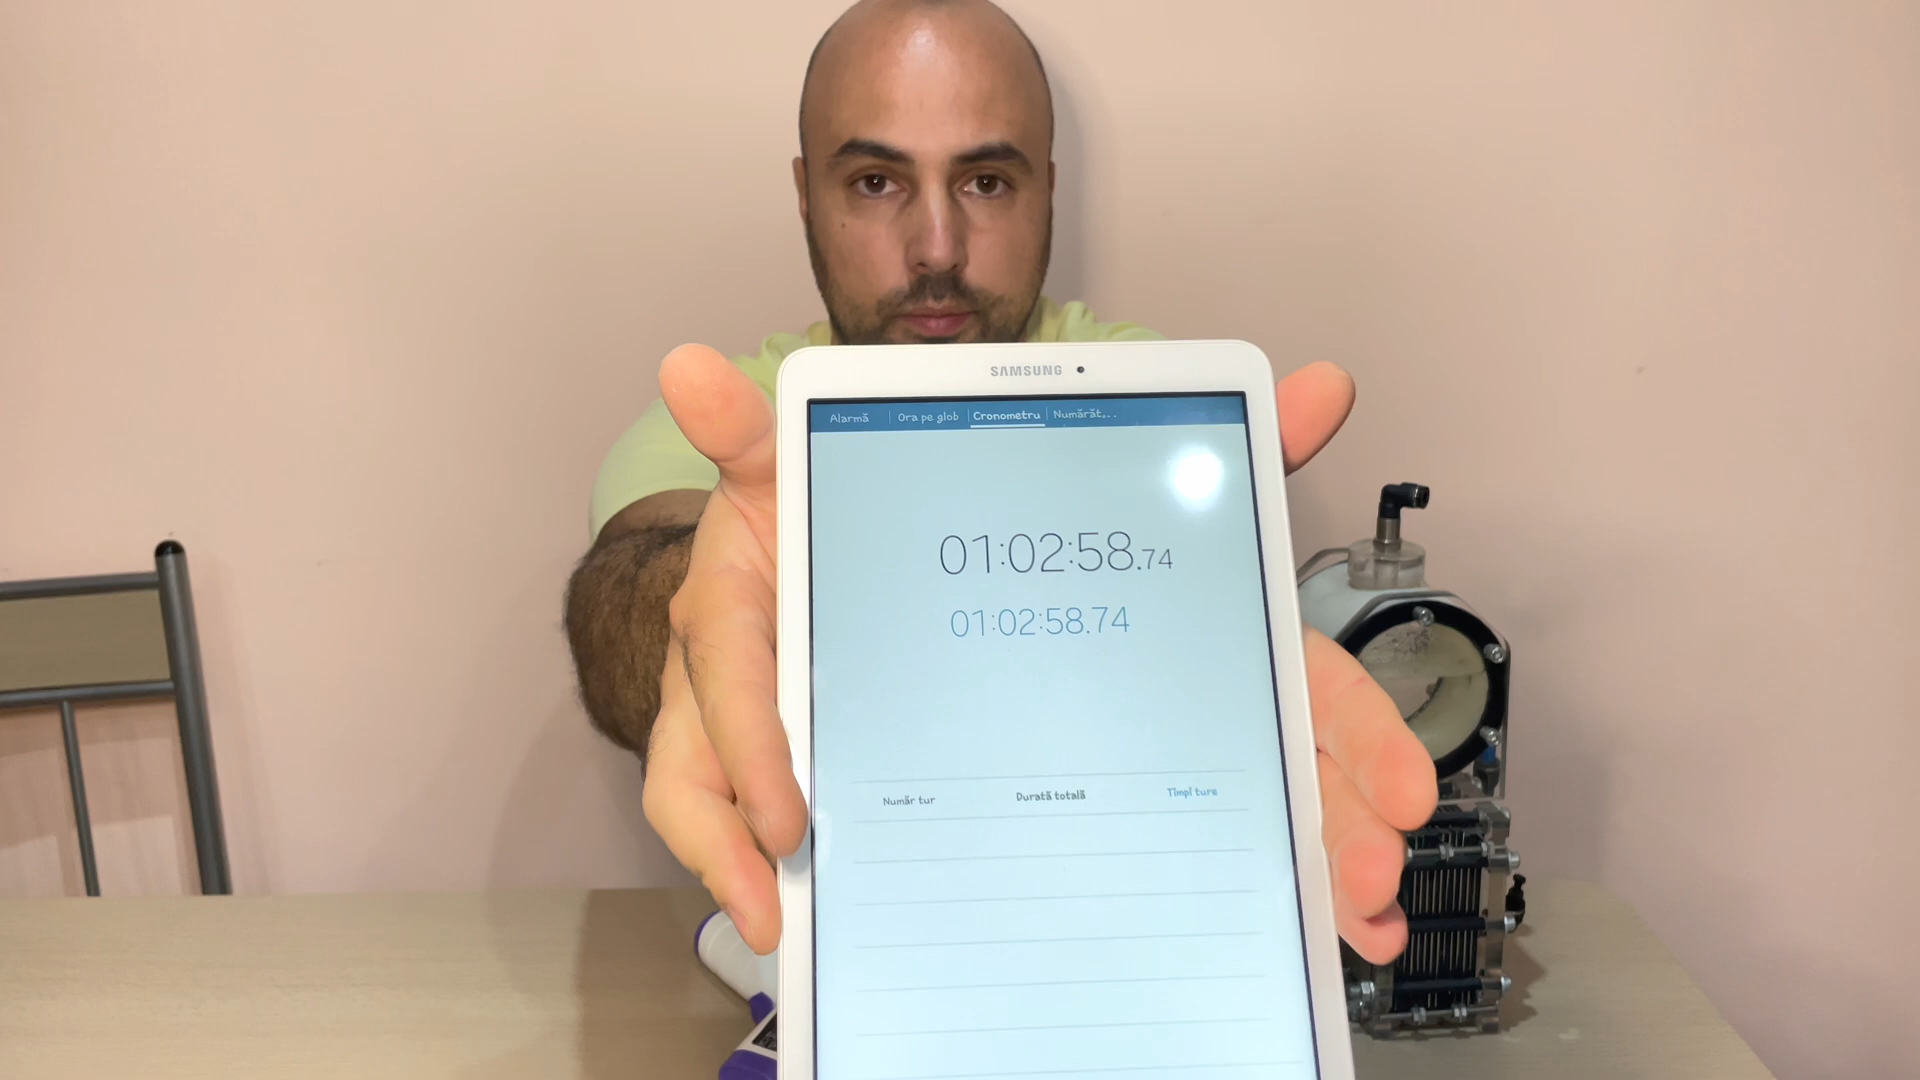 SAMSUNG
Alarmă Ora pe glob Cronometru Numărăt...
01:02:58.74
01:02:58.74
Număr tur Durată totală Timpi ture